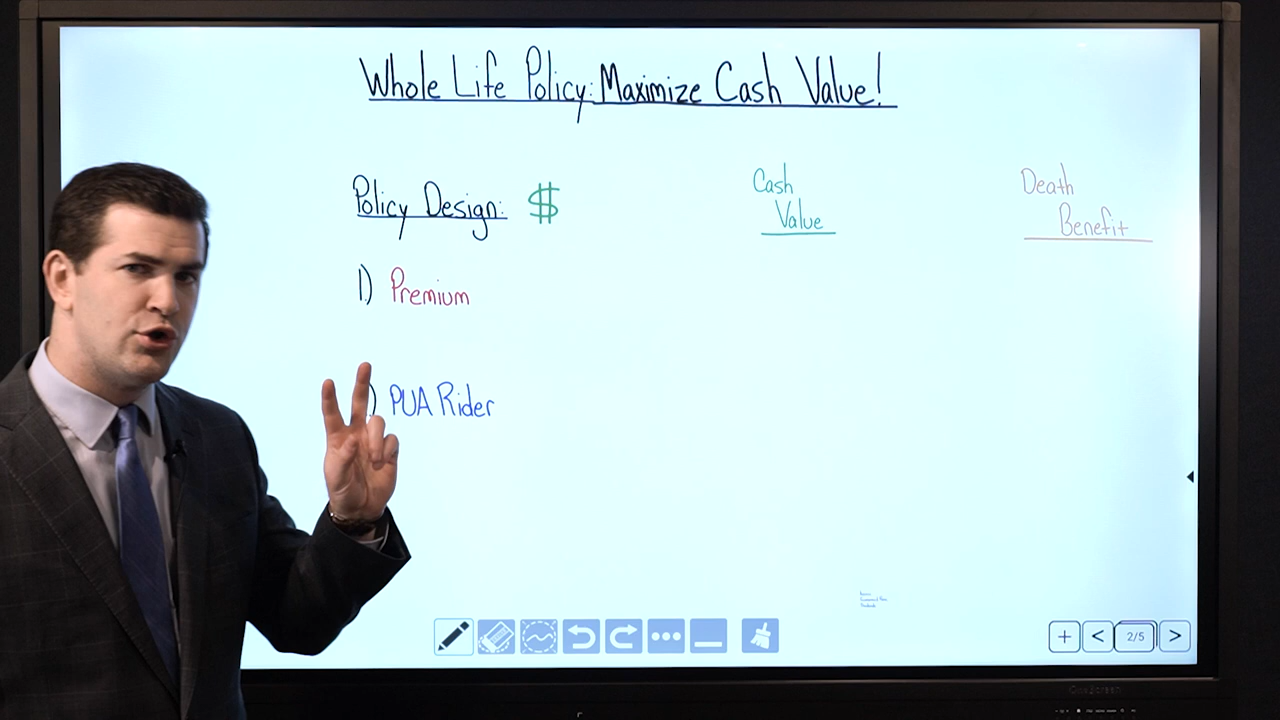 Whole Life Policy: Maximize Cash Value!
Policy Design: $
Cash
Value
Death
Benefit
1.) Premium
) PUA Rider
2/5